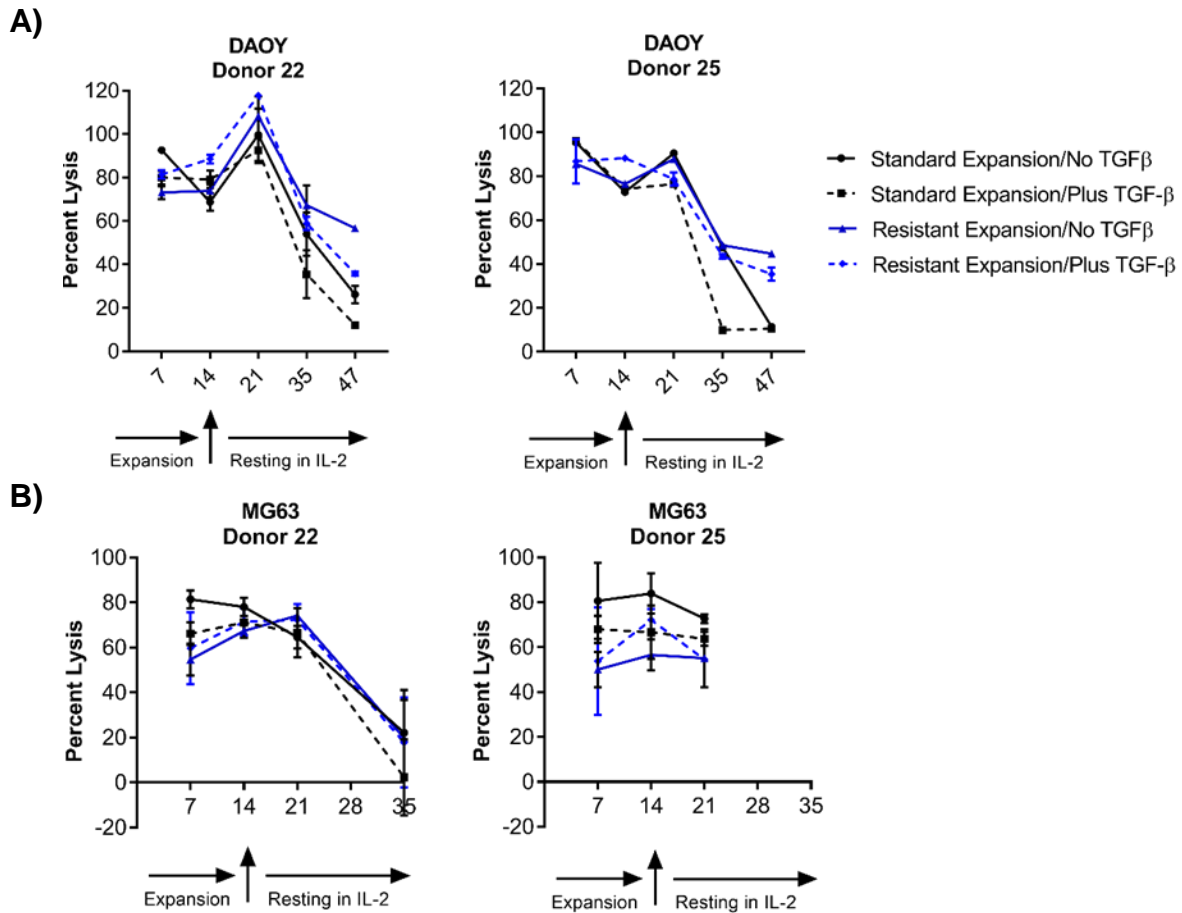 A)
DAOY
Donor 22
Percent Lysis
120
100
80
60
40
20
0
7
14
21
35
47
Expansion
Resting in IL-2
DAOY
Donor 25
Percent Lysis
120
100
80
60
40
20
0
7
14
21
35
47
Expansion
Resting in IL-2
Standard Expansion/No TGFβ
Standard Expansion/Plus TGF-β
Resistant Expansion/No TGFβ
Resistant Expansion/Plus TGF-β
B)
MG63
Donor 22
Percent Lysis
100
80
60
40
20
0
-20
7
14
21
28
35
Expansion
Resting in IL-2
MG63
Donor 25
Percent Lysis
100
80
60
40
20
0
-20
7
14
21
28
35
Expansion
Resting in IL-2